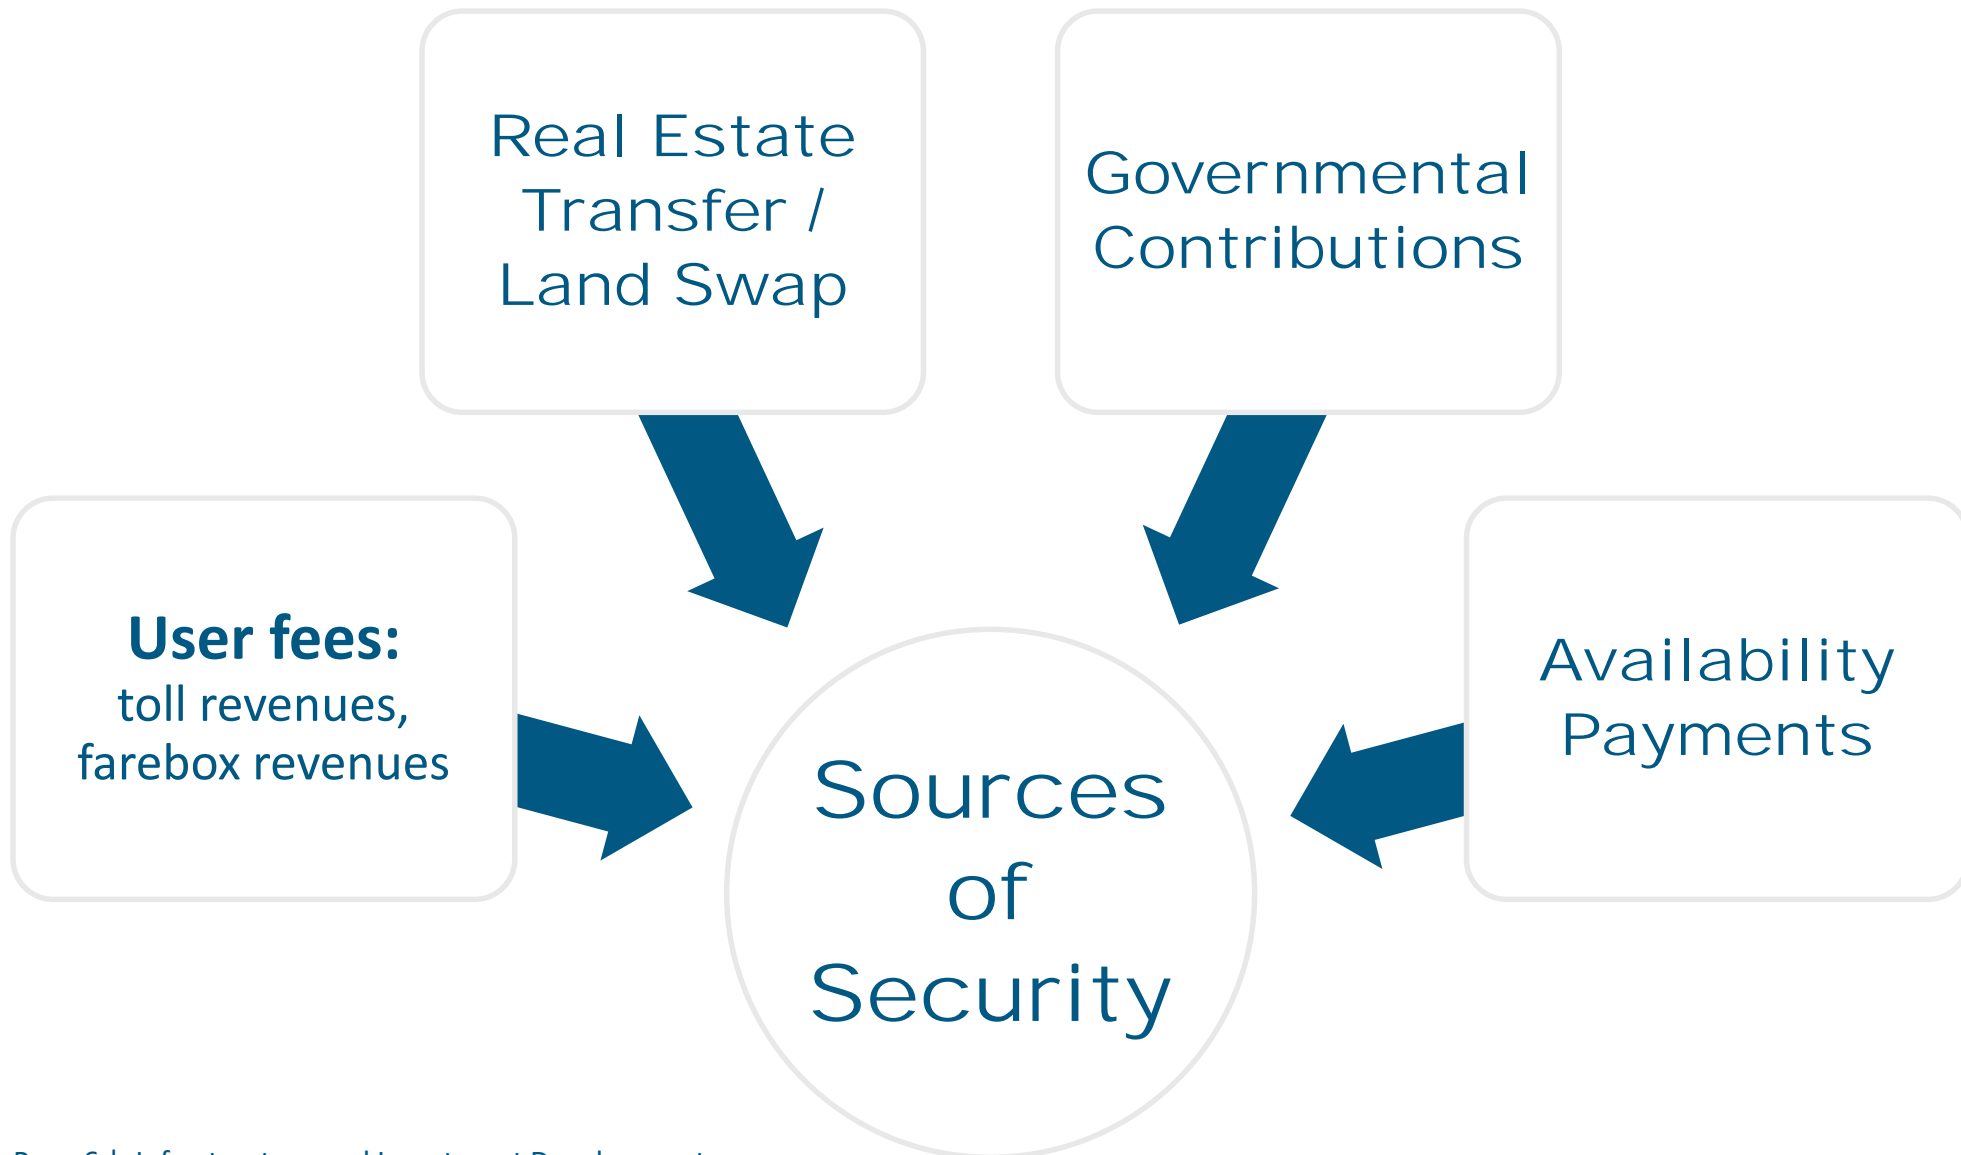 Real Estate
Transfer /
Land Swap
Governmental
Contributions
User fees:
toll revenues,
farebox revenues
Availability
Payments
Sources
of
Security